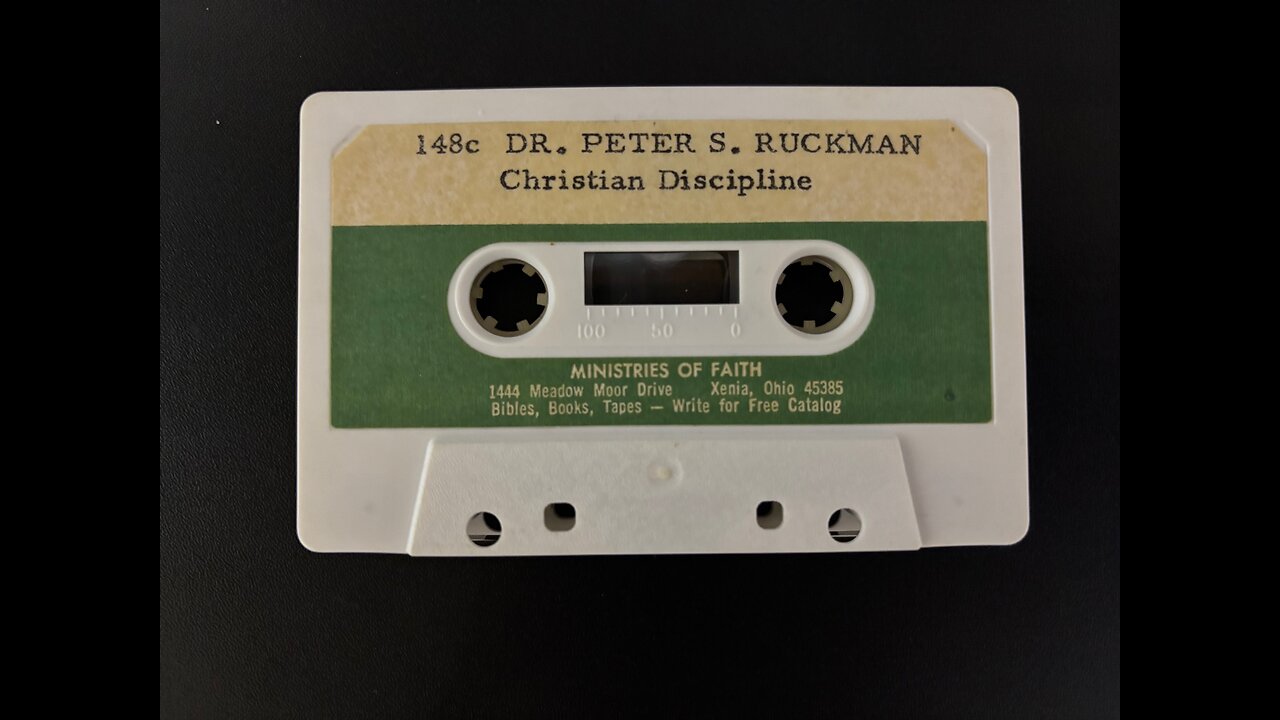 148c DR. PETER S. RUCKMAN
Christian Discipline
100 50 0
MINISTRIES OF FAITH
1444 Meadow Moor Drive Xenia, Ohio 45385
Bibles, Books, Tapes — Write for Free Catalog